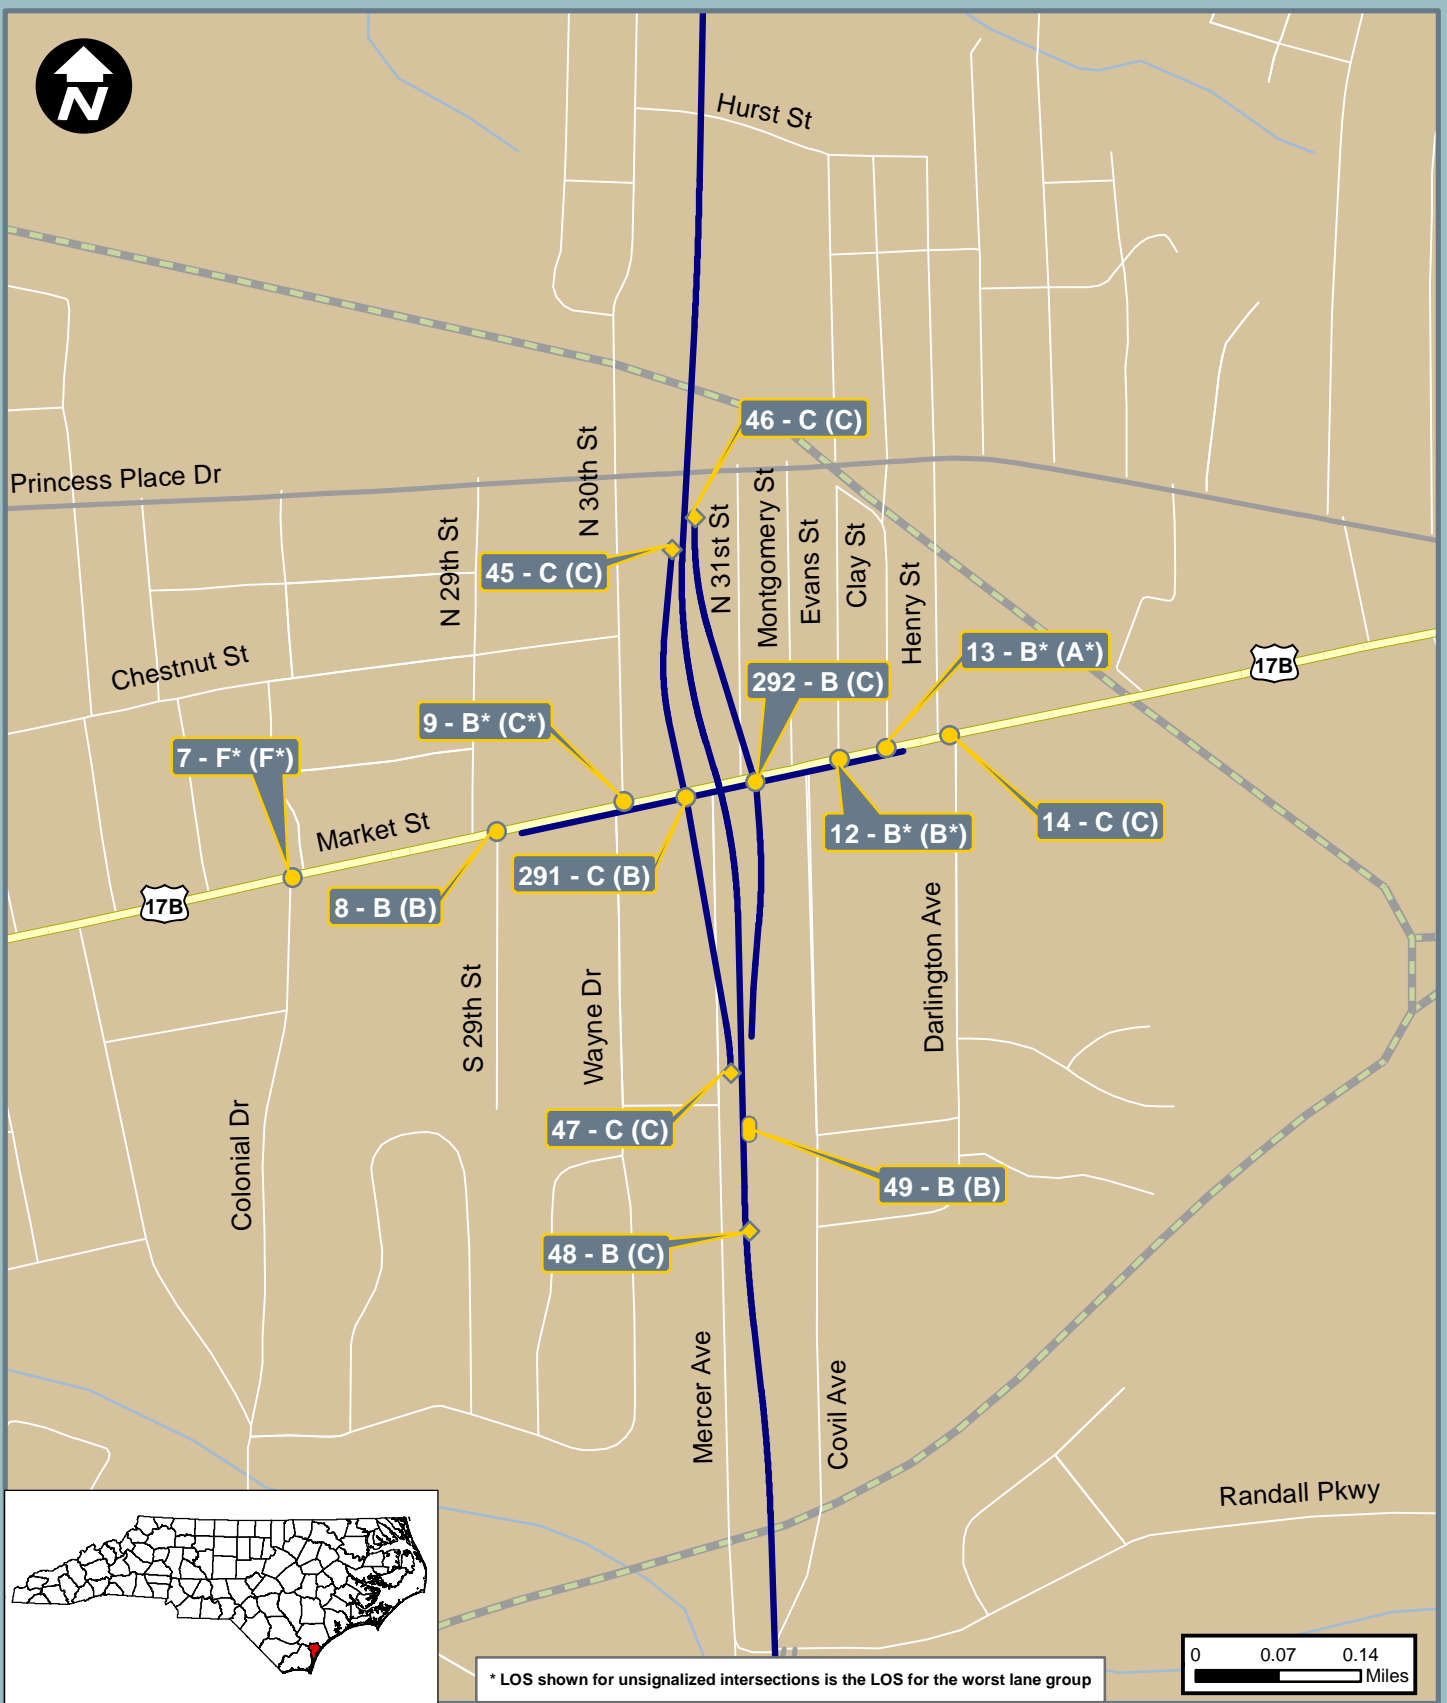 N
Hurst St
46 - C (C)
N 30th St
Princess Place Dr
Montgomery St
N 31st St
N 29th St
Evans St
Clay St
45 - C (C)
Henry St
13 - B* (A*)
17B
Chestnut St
292 - B (C)
9 - B* (C*)
7 - F* (F*)
Market St
14 - C (C)
12 - B* (B*)
291 - C (B)
17B
8 - B (B)
Darlington Ave
S 29th St
Wayne Dr
47 - C (C)
Colonial Dr
49 - B (B)
48 - B (C)
Mercer Ave
Covil Ave
Randall Pkwy
0 0.07 0.14
Miles
* LOS shown for unsignalized intersections is the LOS for the worst lane group